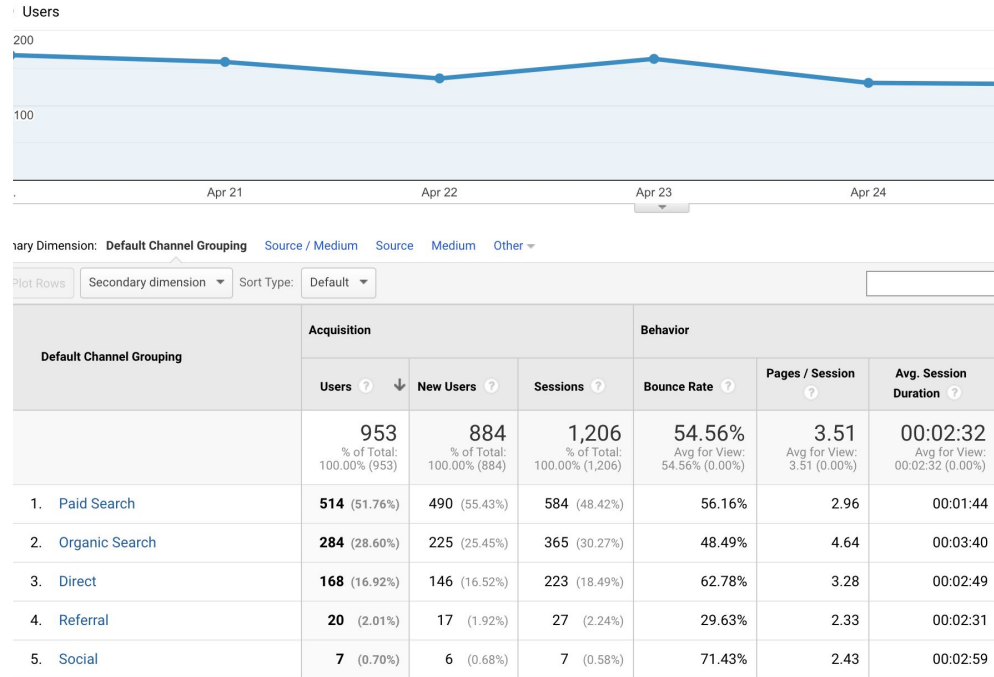 Users
200
100
Apr 21 Apr 22 Apr 23 Apr 24
Dimension: Default Channel Grouping Source / Medium Source Medium Other
Plot Rows Secondary dimension Sort Type: Default
Default Channel Grouping
Acquisition Behavior
Users ? New Users ? Sessions ? Bounce Rate ? Pages / Session ? Avg. Session Duration ?
953 884 1,206 54.56% 3.51 00:02:32
% of Total: % of Total: % of Total: Avg for View: Avg for View: Avg for View:
100.00% (953) 100.00% (884) 100.00% (1,206) 54.56% (0.00%) 3.51 (0.00%) 00:02:32 (0.00%)
1. Paid Search 514 (51.76%) 490 (55.43%) 584 (48.42%) 56.16% 2.96 00:01:44
2. Organic Search 284 (28.60%) 225 (25.45%) 365 (30.27%) 48.49% 4.64 00:03:40
3. Direct 168 (16.92%) 146 (16.52%) 223 (18.49%) 62.78% 3.28 00:02:49
4. Referral 20 (2.01%) 17 (1.92%) 27 (2.24%) 29.63% 2.33 00:02:31
5. Social 7 (0.70%) 6 (0.68%) 7 (0.58%) 71.43% 2.43 00:02:59